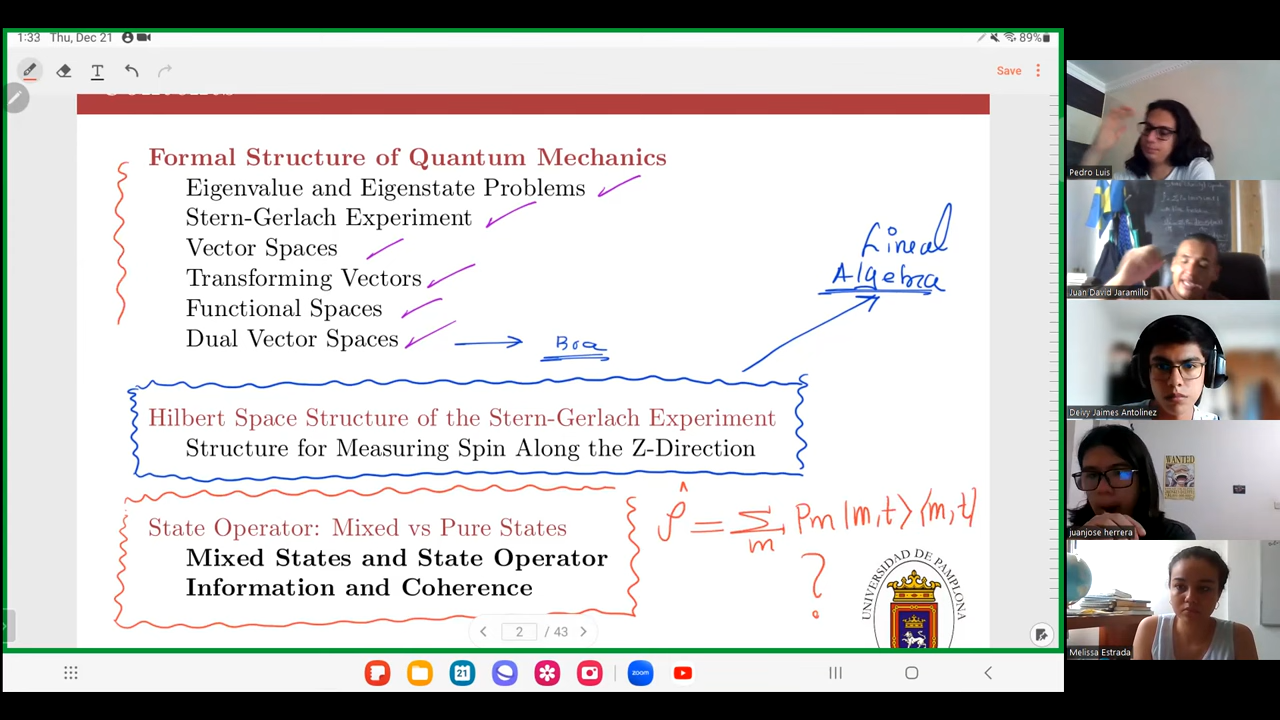 1:33 Thu, Dec 21
89%
T
Save
Formal Structure of Quantum Mechanics
Eigenvalue and Eigenstate Problems
Stern-Gerlach Experiment
Vector Spaces
Transforming Vectors
Functional Spaces
Dual Vector Spaces
Bra
Lineal
Algebra
Hilbert Space Structure of the Stern-Gerlach Experiment
Structure for Measuring Spin Along the Z-Direction
State Operator: Mixed vs Pure States
Mixed States and State Operator
Information and Coherence
ρ̂ = ∑ₘ Pm |m,t⟩⟨m,t|
?
UNIVERSIDAD DE PAMPLONA
2 / 43
21
zoom
Pedro Luis
Juan David Jaramillo
Deivy Jaimes Antolinez
WANTED
juanjose herrera
Melissa Estrada